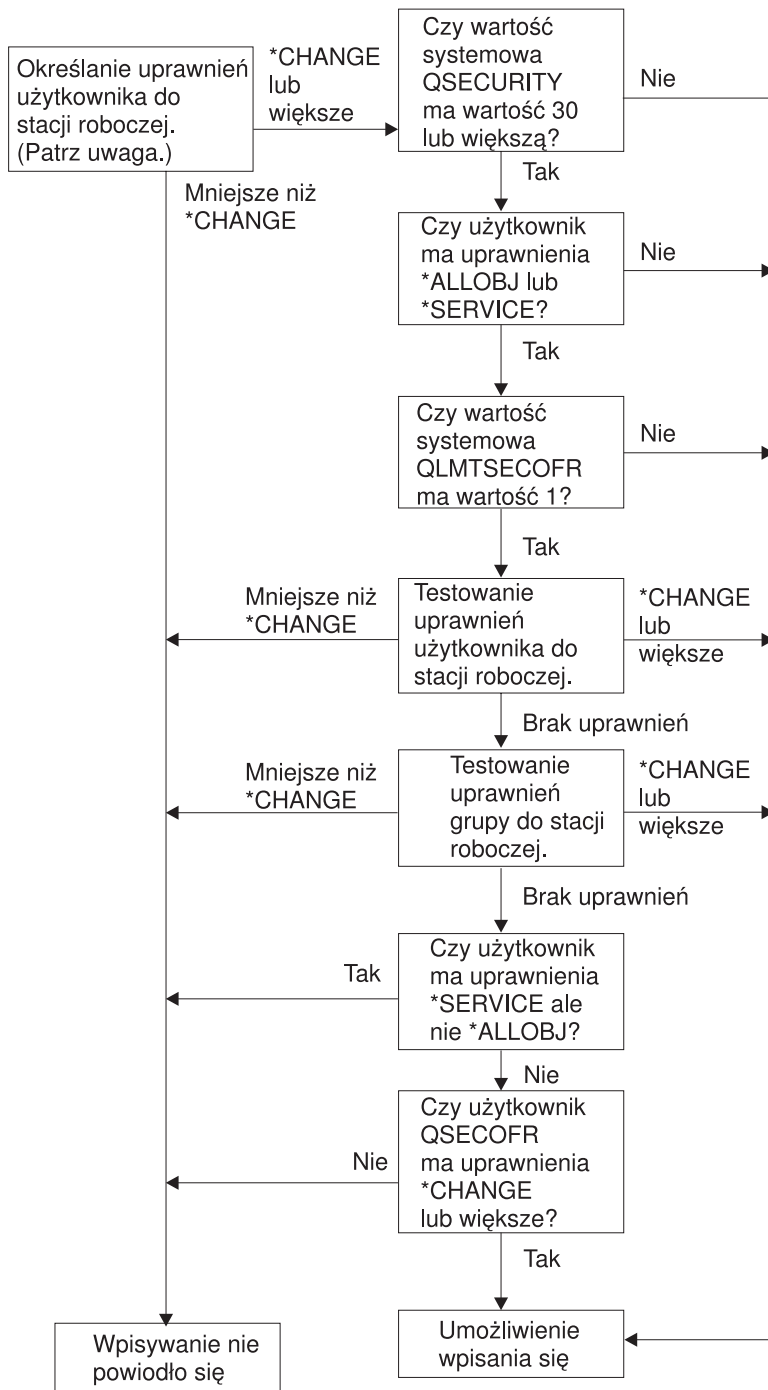 Określanie uprawnień
użytkownika do
stacji roboczej.
(Patrz uwaga.)
*CHANGE
lub
większe
Czy wartość
systemowa
QSECURITY
ma wartość 30
lub większą?
Nie
Mniejsze niż
*CHANGE
Tak
Czy użytkownik
ma uprawnienia
*ALLOBJ lub
*SERVICE?
Nie
Tak
Czy wartość
systemowa
QLMTSECOFR
ma wartość 1?
Nie
Tak
Mniejsze niż
*CHANGE
Testowanie
uprawnień
użytkownika do
stacji roboczej.
*CHANGE
lub
większe
Brak uprawnień
Mniejsze niż
*CHANGE
Testowanie
uprawnień
grupy do stacji
roboczej.
*CHANGE
lub
większe
Brak uprawnień
Tak
Czy użytkownik
ma uprawnienia
*SERVICE ale
nie *ALLOBJ?
Nie
Nie
Czy użytkownik
QSECOFR
ma uprawnienia
*CHANGE
lub większe?
Tak
Wpisywanie nie
powiodło się
Umożliwienie
wpisania się